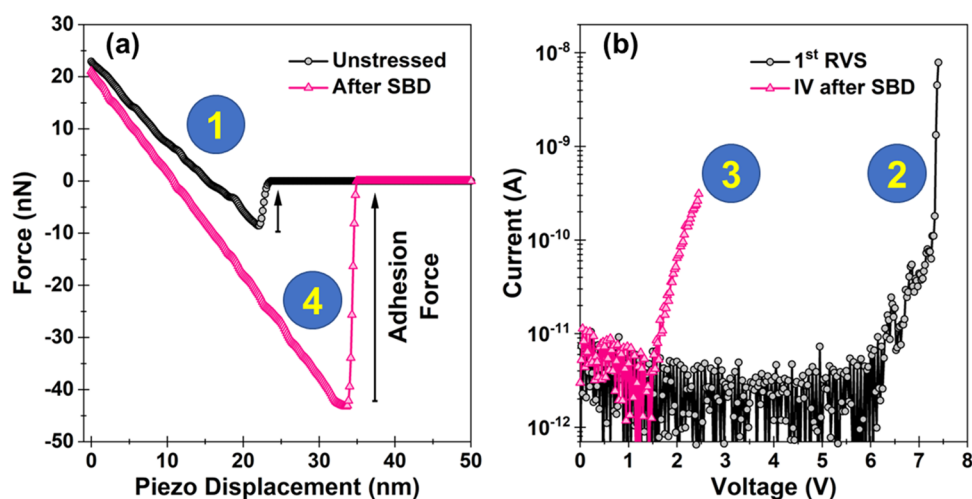 (a)
Unstressed
After SBD
1
4
Adhesion
Force
30
20
10
0
-10
-20
-30
-40
-50
Force (nN)
0
10
20
30
40
50
Piezo Displacement (nm)
(b)
1st RVS
IV after SBD
3
2
10-8
10-9
10-10
10-11
10-12
Current (A)
0
1
2
3
4
5
6
7
8
Voltage (V)